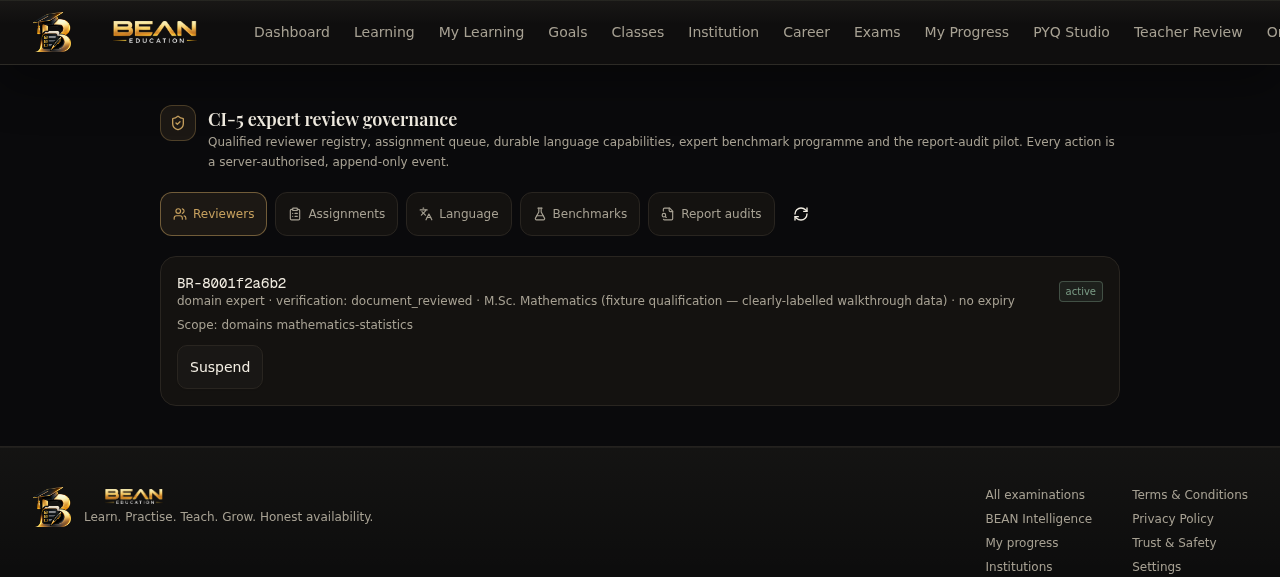 B BEAN EDUCATION Dashboard Learning My Learning Goals Classes Institution Career Exams My Progress PYQ Studio Teacher Review
CI-5 expert review governance
Qualified reviewer registry, assignment queue, durable language capabilities, expert benchmark programme and the report-audit pilot. Every action is
a server-authorised, append-only event.
Reviewers Assignments Language Benchmarks Report audits
BR-8001f2a6b2
active
domain expert · verification: document_reviewed · M.Sc. Mathematics (fixture qualification — clearly-labelled walkthrough data) · no expiry
Scope: domains mathematics-statistics
Suspend
B BEAN EDUCATION
Learn. Practise. Teach. Grow. Honest availability.
All examinations
BEAN Intelligence
My progress
Institutions
Terms & Conditions
Privacy Policy
Trust & Safety
Settings